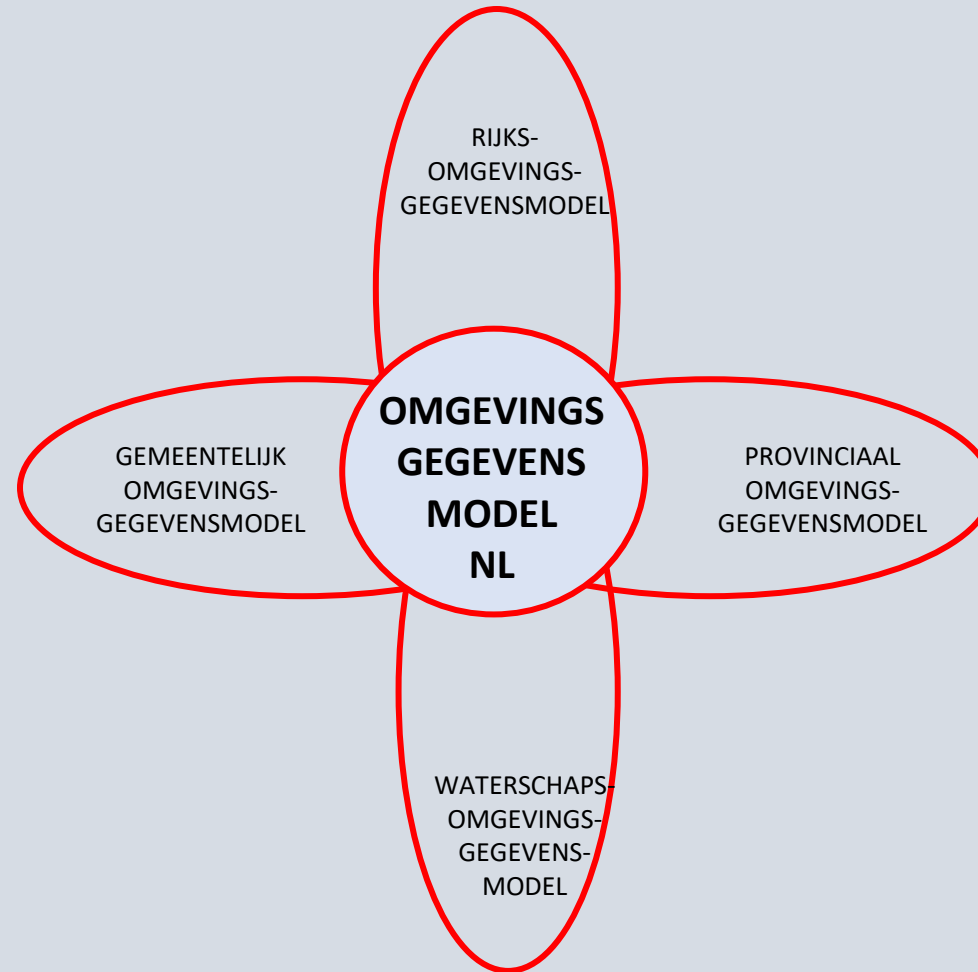 RIJKS-
OMGEVINGS-
GEGEVENSMODEL
GEMEENTELIJK
OMGEVINGS-
GEGEVENSMODEL
OMGEVINGS
GEGEVENS
MODEL
NL
PROVINCIAAL
OMGEVINGS-
GEGEVENSMODEL
WATERSCHAPS-
OMGEVINGS-
GEGEVENS-
MODEL